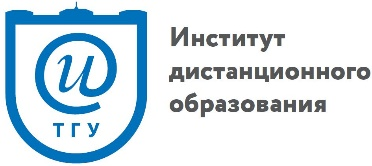 и
ТГУ
Институт
дистанционного
образования